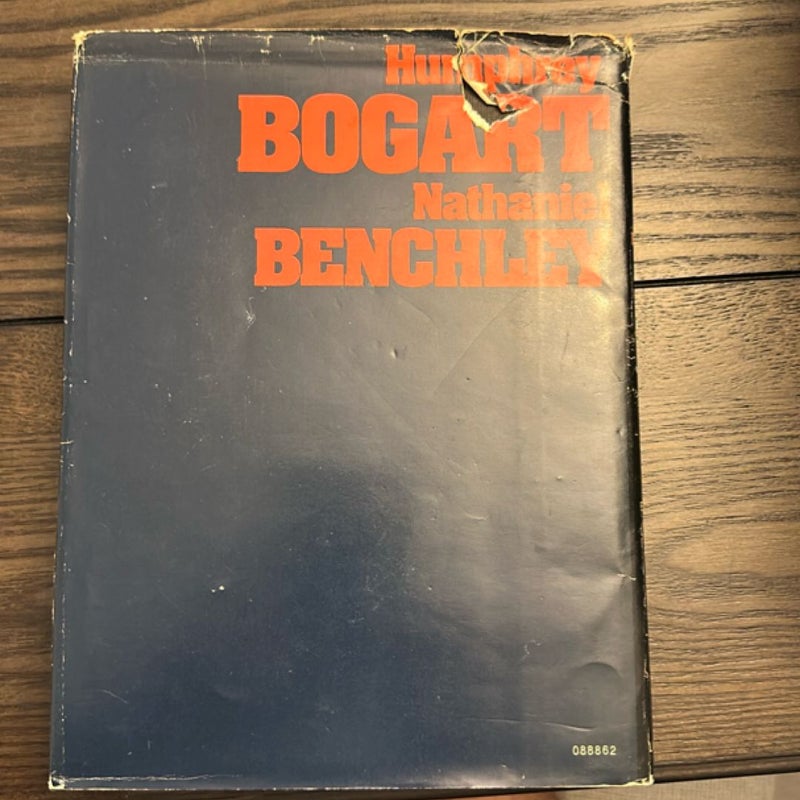 Humphrey
BOGART
Nathaniel
BENCHLEY
088862